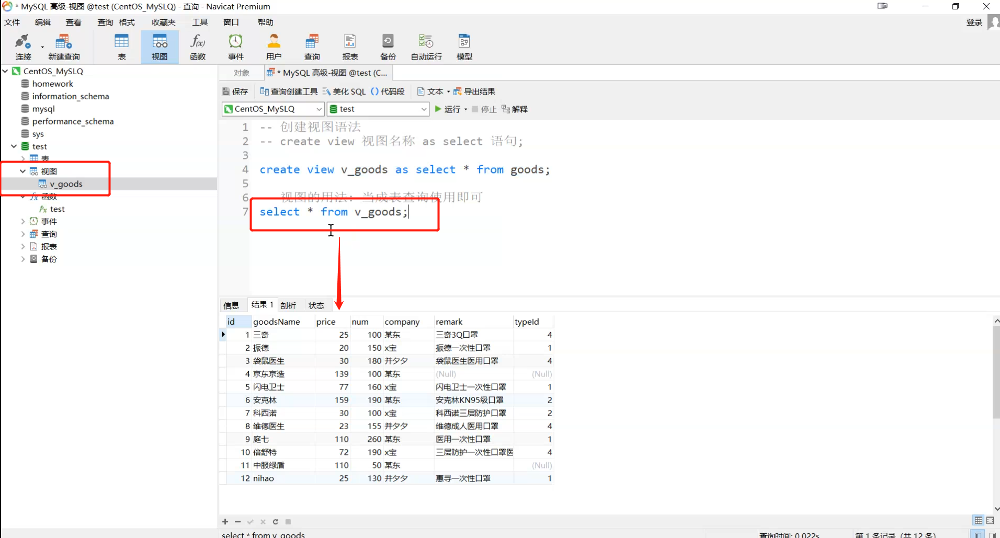 * MySQL 高级-视图 @test (CentOS_MySLQ) - 查询 - Navicat Premium
文件 编辑 查看 查询 格式 收藏夹 工具 窗口 帮助 登录
连接 新建查询 表 视图 函数 事件 用户 查询 报表 备份 自动运行 模型
CentOS_MySLQ
homework
information_schema
mysql
performance_schema
sys
test
表
视图
v_goods
函数
test
事件
查询
报表
备份
对象 * MySQL 高级-视图 @test (C...
保存 查询创建工具 美化 SQL () 代码段 文本 导出结果
CentOS_MySLQ test 运行 停止 解释
1 -- 创建视图语法
2 -- create view 视图名称 as select 语句;
3
4 create view v_goods as select * from goods;
5
6 视图的用法: 当成表查询使用即可
7 select * from v_goods;
信息 结果 1 剖析 状态
id goodsName price num company remark typeId
1 三奇 25 100 某东 三奇3Q口罩 4
2 振德 20 150 x宝 振德一次性口罩 1
3 袋鼠医生 30 180 并夕夕 袋鼠医生医用口罩 4
4 京东京造 139 100 某东 (Null) (Null)
5 闪电卫士 77 160 x宝 闪电卫士一次性口罩 1
6 安克林 159 190 某东 安克林KN95级口罩 2
7 科西诺 30 100 x宝 科西诺三层防护口罩 2
8 维德医生 23 155 并夕夕 维德成人医用口罩 4
9 庭七 110 260 某东 医用一次性口罩 1
10 倍舒特 72 190 x宝 三层防护一次性口罩医 4
11 中服绿盾 110 50 某东 (Null)
12 nihao 25 130 并夕夕 惠寻一次性口罩 1
select * from v_goods 查询时间: 0.022s 第 1 条记录 (共 12 条)